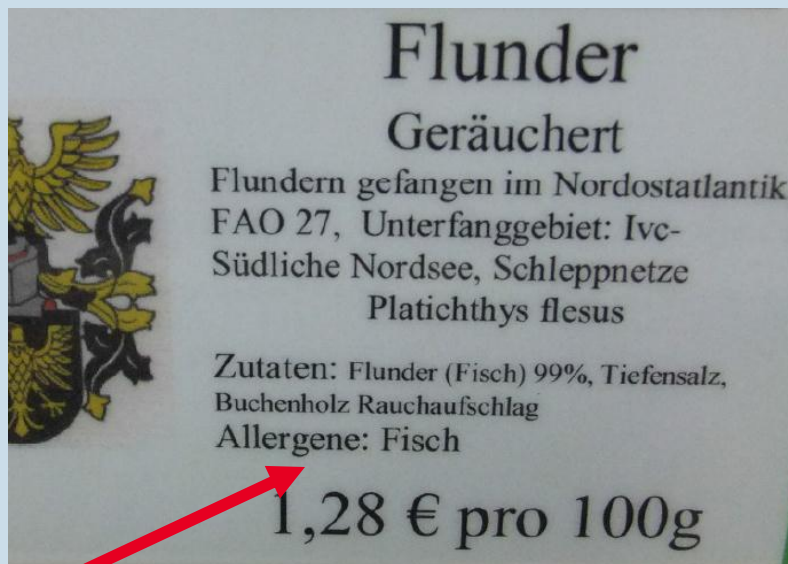 Flunder
Geräuchert
Flundern gefangen im Nordostatlantik
FAO 27, Unterfanggebiet: Ivc-
Südliche Nordsee, Schleppnetze
Platichthys flesus
Zutaten: Flunder (Fisch) 99%, Tiefensalz,
Buchenholz Rauchaufschlag
Allergene: Fisch
1,28 € pro 100g